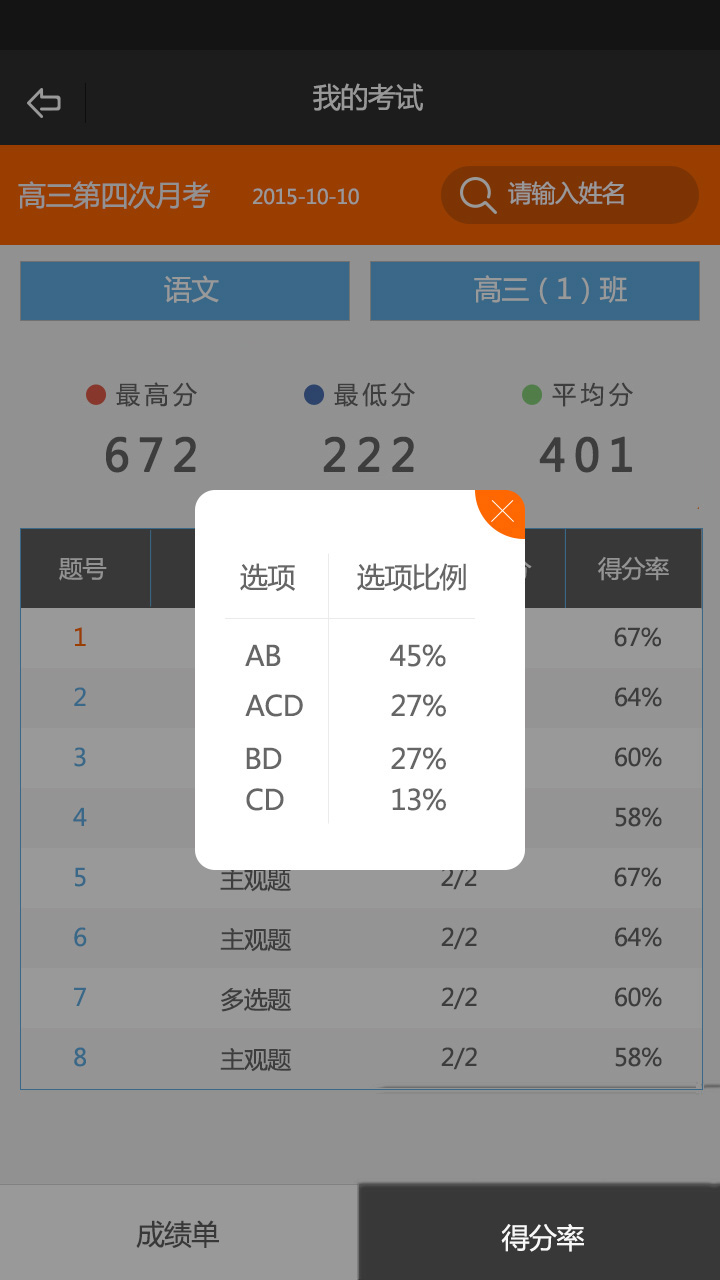 我的考试
高三第四次月考 2015-10-10 请输入姓名
语文 高三（1）班
最高分 最低分 平均分
672 222 401
选项 选项比例
AB 45%
ACD 27%
BD 27%
CD 13%
题号 得分率
1 67%
2 64%
3 60%
4 58%
5 主观题 2/2 67%
6 主观题 2/2 64%
7 多选题 2/2 60%
8 主观题 2/2 58%
成绩单 得分率